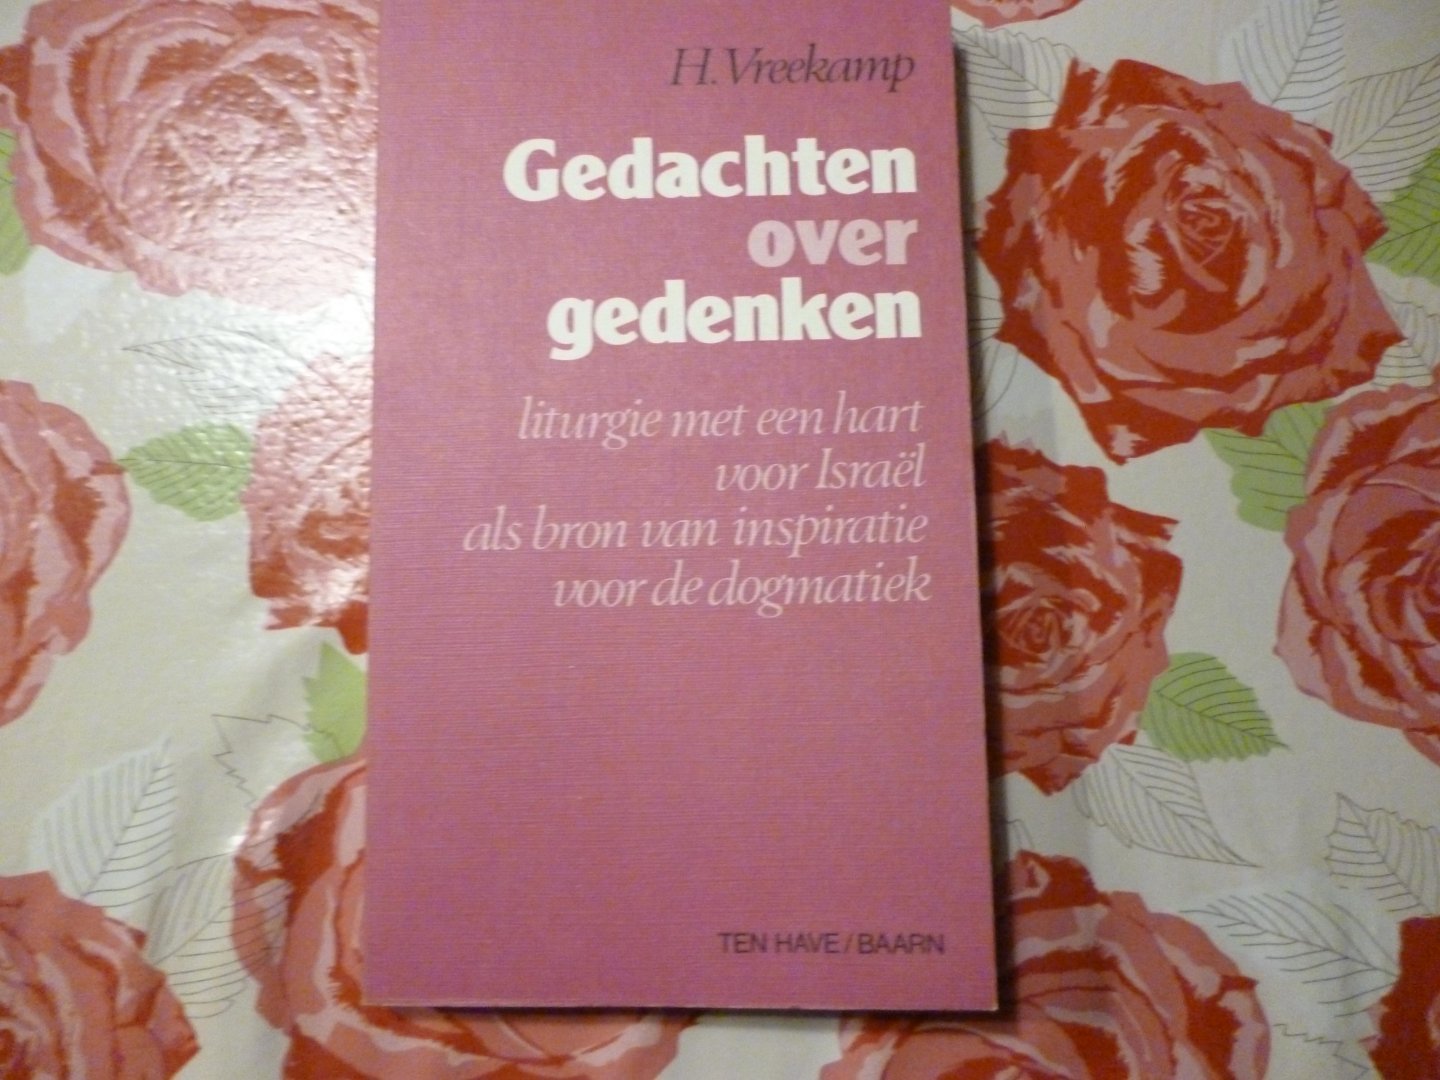 H. Vreekamp
Gedachten
over
gedenken
liturgie met een hart
voor Israël
als bron van inspiratie
voor de dogmatiek
TEN HAVE/BAARN